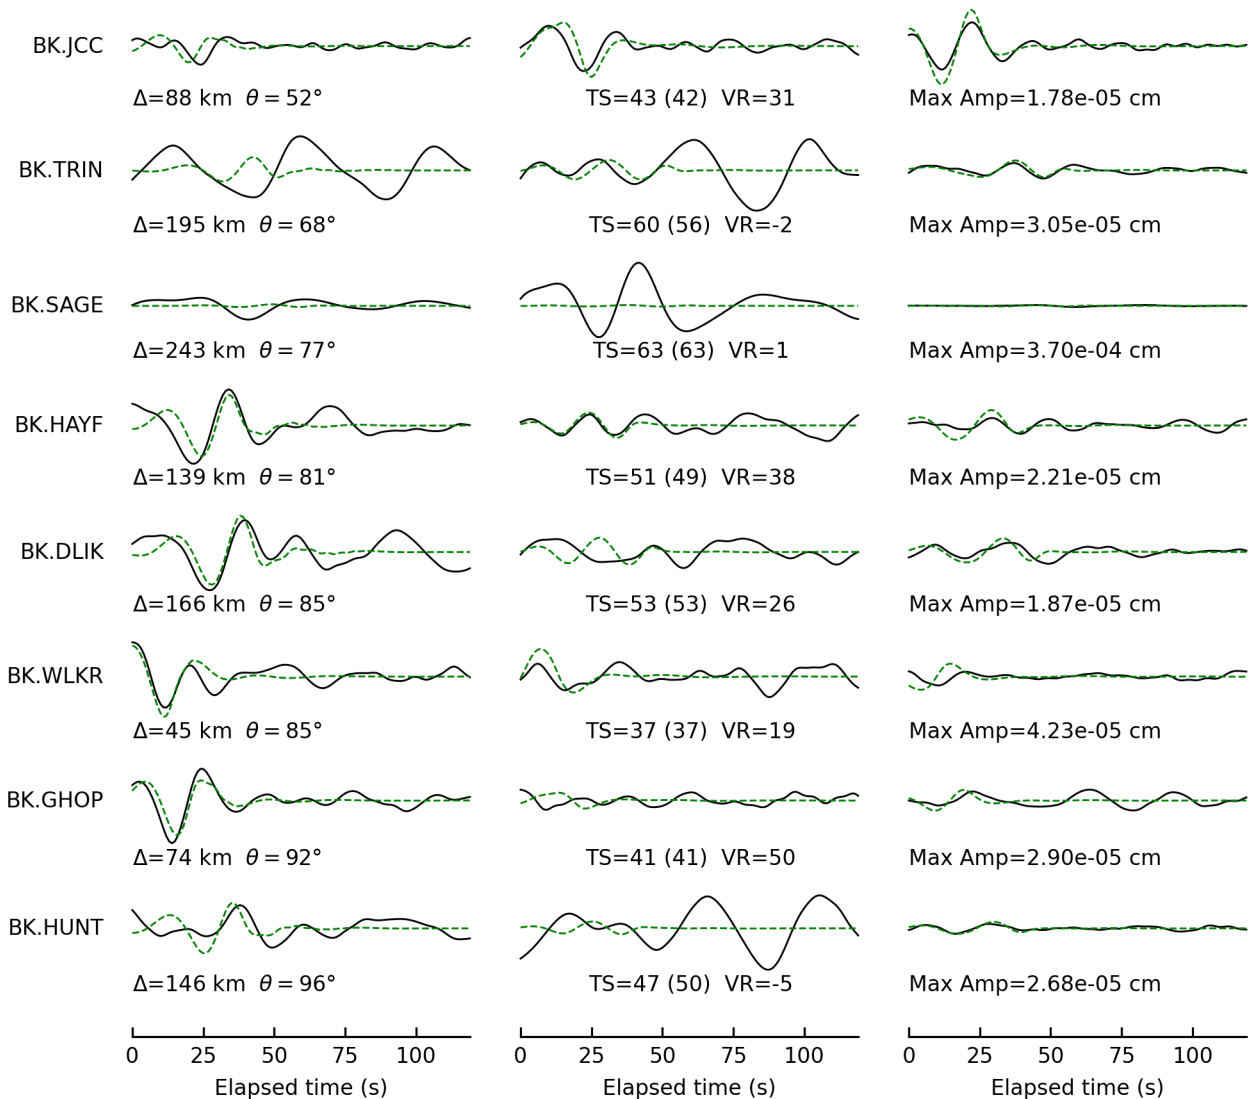 BK.JCC
Δ=88 km θ = 52° TS=43 (42) VR=31 Max Amp=1.78e-05 cm
BK.TRIN
Δ=195 km θ = 68° TS=60 (56) VR=-2 Max Amp=3.05e-05 cm
BK.SAGE
Δ=243 km θ = 77° TS=63 (63) VR=1 Max Amp=3.70e-04 cm
BK.HAYF
Δ=139 km θ = 81° TS=51 (49) VR=38 Max Amp=2.21e-05 cm
BK.DLIK
Δ=166 km θ = 85° TS=53 (53) VR=26 Max Amp=1.87e-05 cm
BK.WLKR
Δ=45 km θ = 85° TS=37 (37) VR=19 Max Amp=4.23e-05 cm
BK.GHOP
Δ=74 km θ = 92° TS=41 (41) VR=50 Max Amp=2.90e-05 cm
BK.HUNT
Δ=146 km θ = 96° TS=47 (50) VR=-5 Max Amp=2.68e-05 cm
0 25 50 75 100 0 25 50 75 100 0 25 50 75 100
Elapsed time (s) Elapsed time (s) Elapsed time (s)